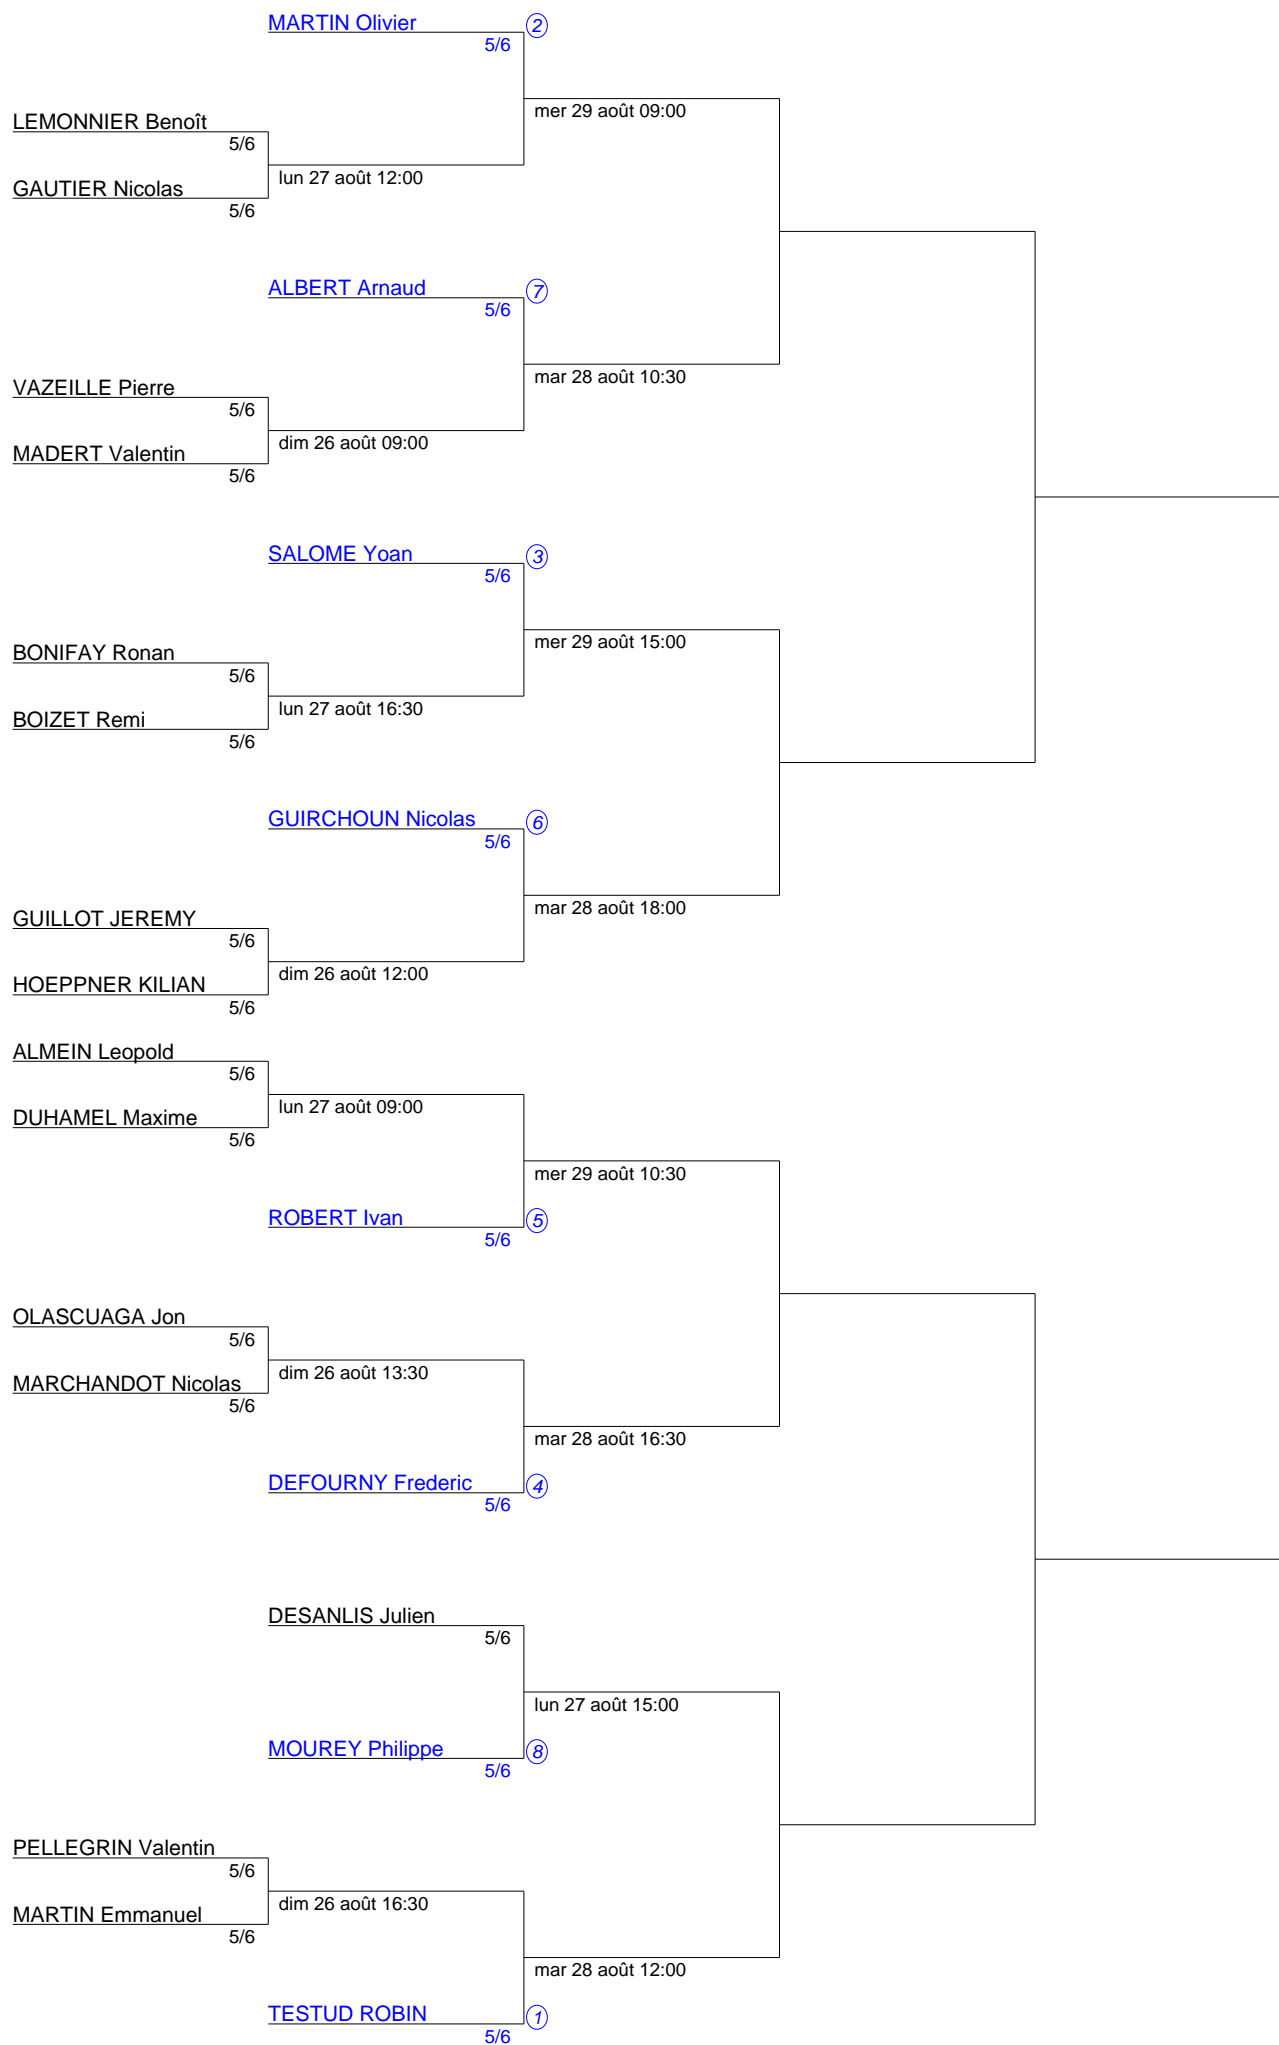 MARTIN Olivier 2
5/6
mer 29 août 09:00
LEMONNIER Benoît
5/6
lun 27 août 12:00
GAUTIER Nicolas
5/6
ALBERT Arnaud 7
5/6
mar 28 août 10:30
VAZEILLE Pierre
5/6
dim 26 août 09:00
MADERT Valentin
5/6
SALOME Yoan 3
5/6
mer 29 août 15:00
BONIFAY Ronan
5/6
lun 27 août 16:30
BOIZET Remi
5/6
GUIRCHOUN Nicolas 6
5/6
mar 28 août 18:00
GUILLOT JEREMY
5/6
dim 26 août 12:00
HOEPPNER KILIAN
5/6
ALMEIN Leopold
5/6
lun 27 août 09:00
DUHAMEL Maxime
5/6
mer 29 août 10:30
ROBERT Ivan 5
5/6
OLASCUAGA Jon
5/6
dim 26 août 13:30
MARCHANDOT Nicolas
5/6
mar 28 août 16:30
DEFOURNY Frederic 4
5/6
DESANLIS Julien
5/6
lun 27 août 15:00
MOUREY Philippe 8
5/6
PELLEGRIN Valentin
5/6
dim 26 août 16:30
MARTIN Emmanuel
5/6
mar 28 août 12:00
TESTUD ROBIN 1
5/6